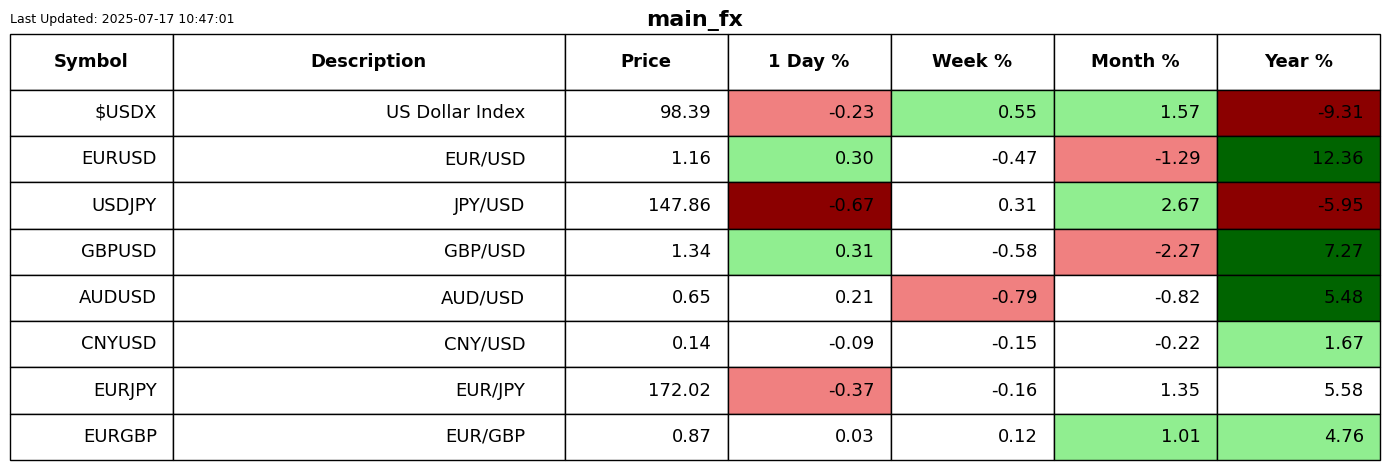 Last Updated: 2025-07-17 10:47:01
main_fx
Symbol Description Price 1 Day % Week % Month % Year %
$USDX US Dollar Index 98.39 -0.23 0.55 1.57 -9.31
EURUSD EUR/USD 1.16 0.30 -0.47 -1.29 12.36
USDJPY JPY/USD 147.86 -0.67 0.31 2.67 -5.95
GBPUSD GBP/USD 1.34 0.31 -0.58 -2.27 7.27
AUDUSD AUD/USD 0.65 0.21 -0.79 -0.82 5.48
CNYUSD CNY/USD 0.14 -0.09 -0.15 -0.22 1.67
EURJPY EUR/JPY 172.02 -0.37 -0.16 1.35 5.58
EURGBP EUR/GBP 0.87 0.03 0.12 1.01 4.76